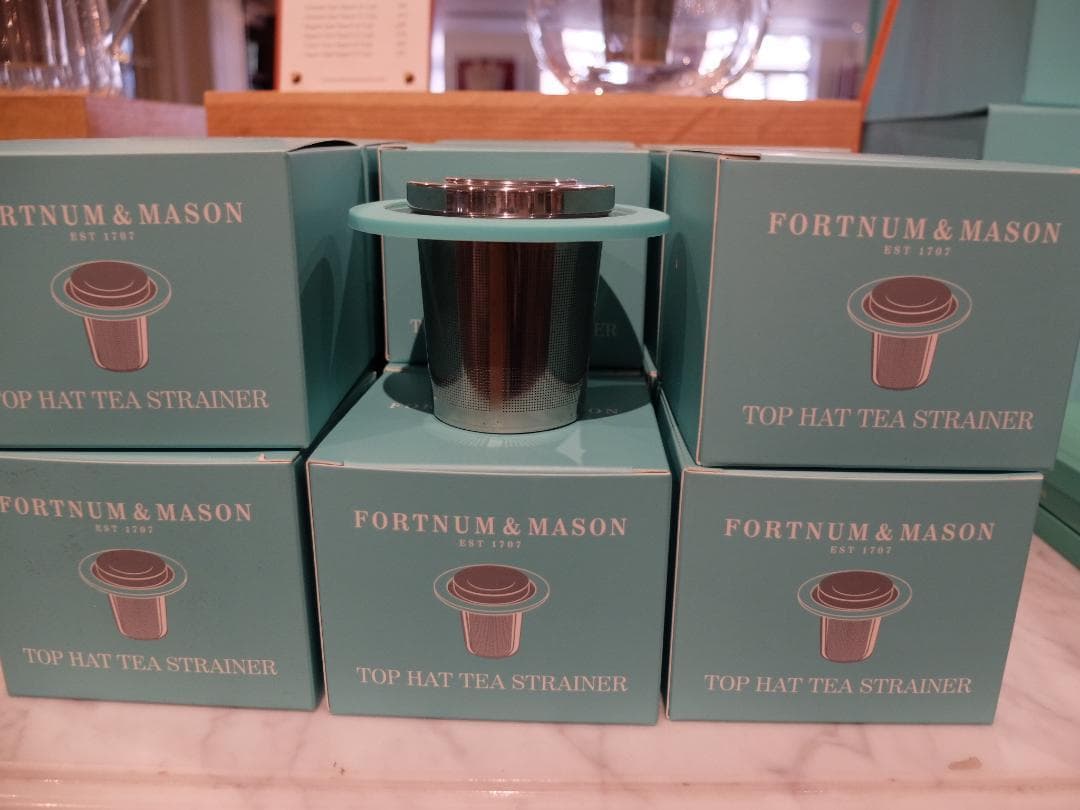 RTNUM & MASON
EST 1707
OP HAT TEA STRAINER
FORTNUM & MASON
EST 1707
TOP HAT TEA STRAINER
FORTNUM & MASON
EST 1707
TOP HAT TEA STRAINER
FORTNUM & MASON
EST 1707
TOP HAT TEA STRAINER
FORTNUM & MASON
EST 1707
TOP HAT TEA STRAINER